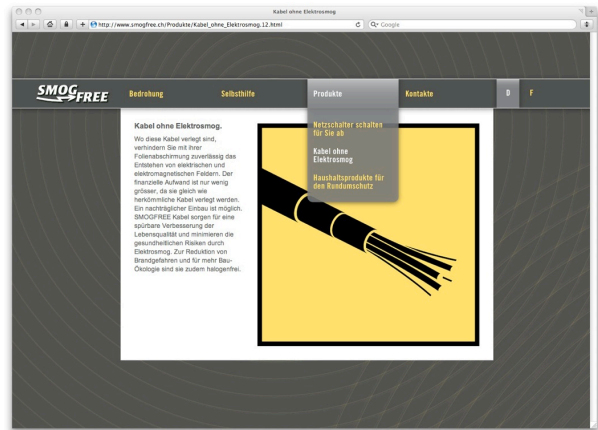 Kabel ohne Elektrosmog
http://www.smogfree.ch/Produkte/Kabel_ohne_Elektrosmog.12.html
Google
SMOG FREE
Bedrohung
Selbsthilfe
Produkte
Kontakte
D
F
Netzschalter schalten
für Sie ab
Kabel ohne
Elektrosmog
Haushaltsprodukte für
den Rundumschutz
Kabel ohne Elektrosmog.
Wo diese Kabel verlegt sind,
verhindern Sie mit ihrer
Folienabschirmung zuverlässig das
Entstehen von elektrischen und
elektromagnetischen Feldern. Der
finanzielle Aufwand ist nur wenig
grösser, da sie gleich wie
herkömmliche Kabel verlegt werden.
Ein nachträglicher Einbau ist möglich.
SMOGFREE Kabel sorgen für eine
spürbare Verbesserung der
Lebensqualität und minimieren die
gesundheitlichen Risiken durch
Elektrosmog. Zur Reduktion von
Brandgefahren und für mehr Bau-
Ökologie sind sie zudem halogenfrei.